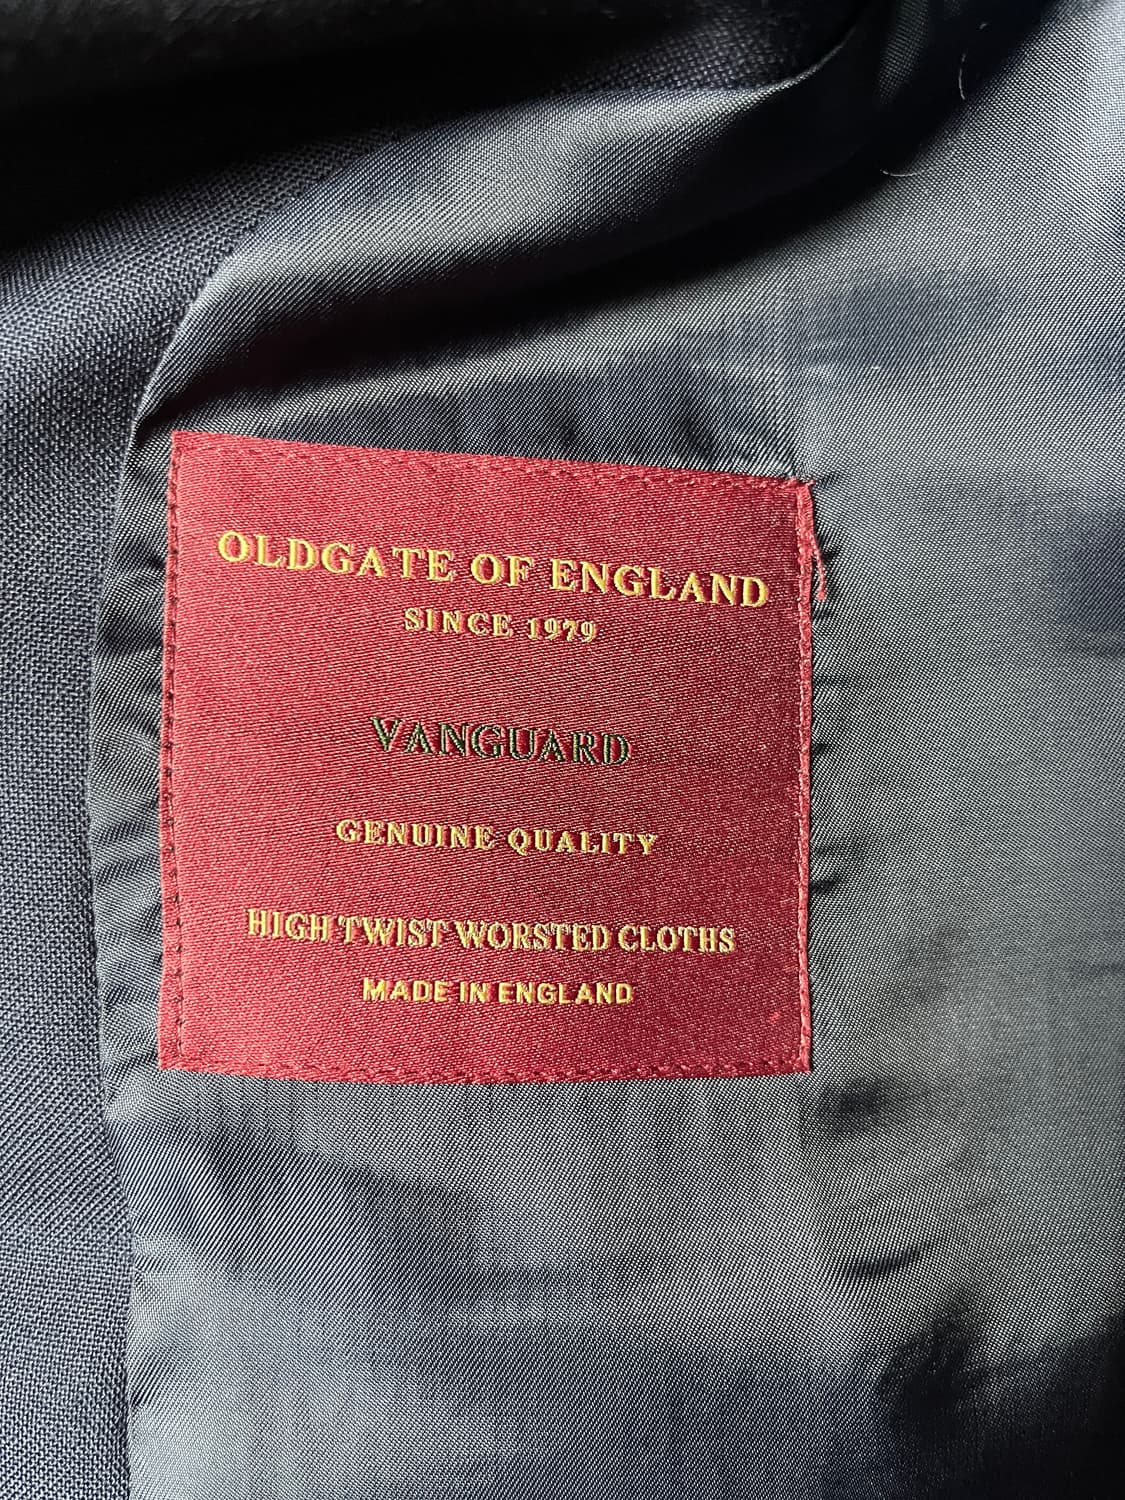 OLDGATE OF ENGLAND
SINCE 1979
VANGUARD
GENUINE QUALITY
HIGH TWIST WORSTED CLOTHS
MADE IN ENGLAND